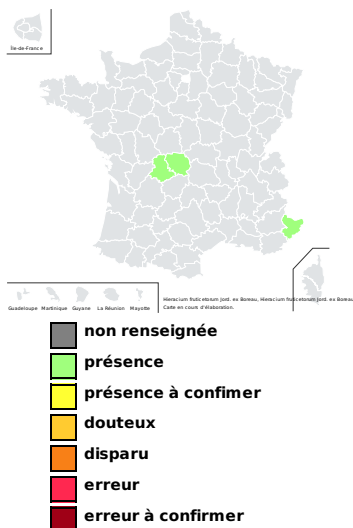 Île-de-France
Guadeloupe Martinique Guyane La Réunion Mayotte
Hieracium fruticetorum Jord. ex Boreau, Hieracium fruticetorum Jord. ex Boreau
Carte en cours d'élaboration.
non renseignée
présence
présence à confimer
douteux
disparu
erreur
erreur à confirmer